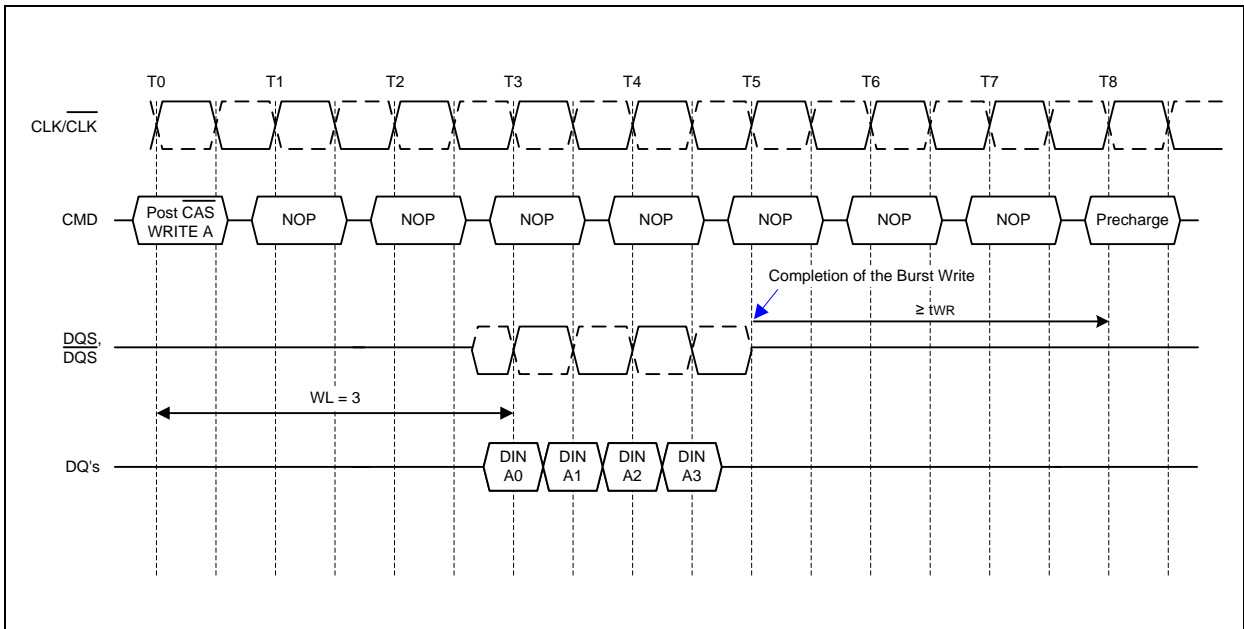 T0 T1 T2 T3 T4 T5 T6 T7 T8
CLK/CLK
CMD
Post CAS
WRITE A
NOP NOP NOP NOP NOP NOP NOP Precharge
Completion of the Burst Write
≥ tWR
DQS,
DQS
WL = 3
DQ's
DIN DIN DIN DIN
A0 A1 A2 A3